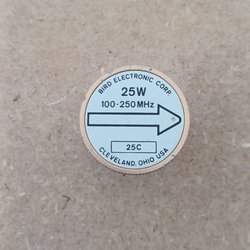 BIRD ELECTRONIC CORP.
25W
100-250MHz
25C
CLEVELAND, OHIO USA